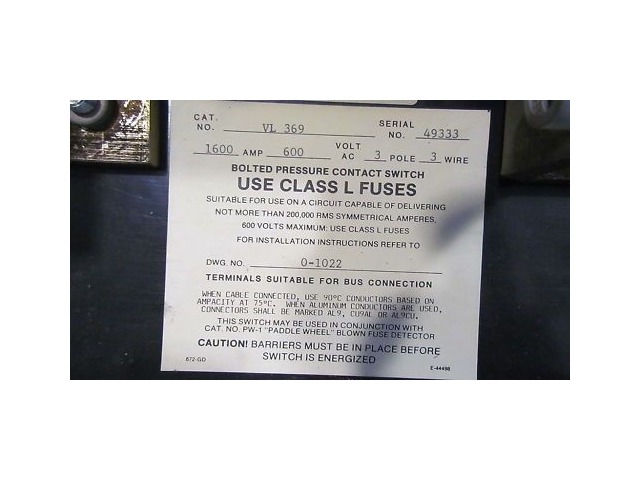 CAT. NO. VL 369 SERIAL NO. 49333
1600 AMP 600 VOLT AC 3 POLE 3 WIRE
BOLTED PRESSURE CONTACT SWITCH
USE CLASS L FUSES
SUITABLE FOR USE ON A CIRCUIT CAPABLE OF DELIVERING
NOT MORE THAN 200,000 RMS SYMMETRICAL AMPERES,
600 VOLTS MAXIMUM: USE CLASS L FUSES
FOR INSTALLATION INSTRUCTIONS REFER TO
DWG. NO. 0-1022
TERMINALS SUITABLE FOR BUS CONNECTION
WHEN CABLE CONNECTED, USE 90°C CONDUCTORS BASED ON
AMPACITY AT 75°C. WHEN ALUMINUM CONDUCTORS ARE USED,
CONNECTORS SHALL BE MARKED AL9, CU9AL OR AL9CU.
THIS SWITCH MAY BE USED IN CONJUNCTION WITH
CAT. NO. PW-1 "PADDLE WHEEL" BLOWN FUSE DETECTOR
CAUTION! BARRIERS MUST BE IN PLACE BEFORE
SWITCH IS ENERGIZED
672-GD E-44498